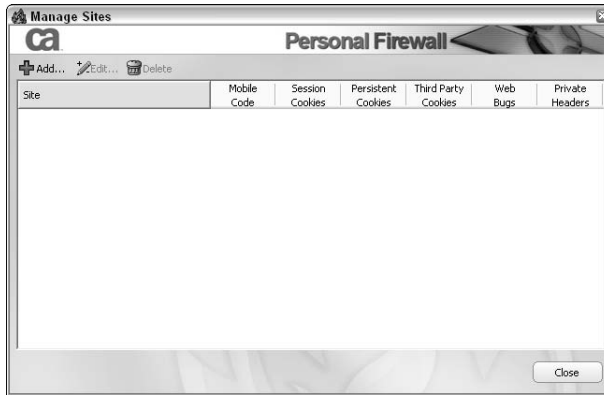 Manage Sites
ca
Personal Firewall
Add... Edit... Delete
Site
Mobile Code
Session Cookies
Persistent Cookies
Third Party Cookies
Web Bugs
Private Headers
Close